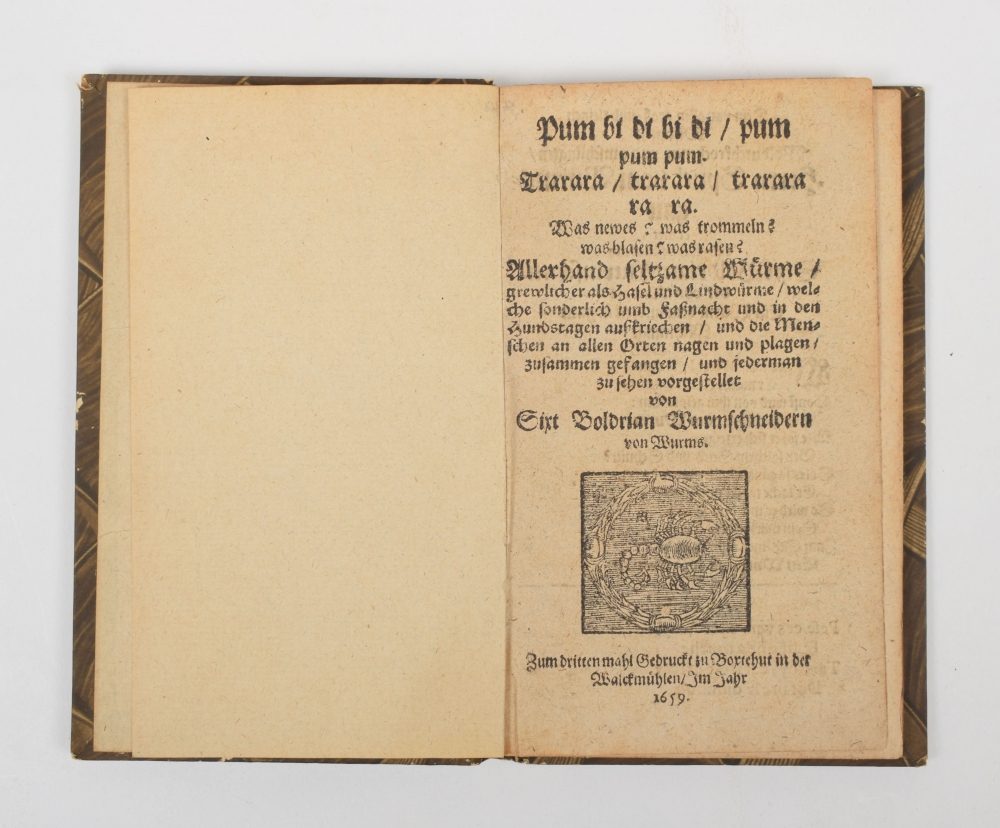 Pum bi di bi di / pum
pum pum.
Trarara / trarara / trarara
ra ra.
Was newes? was trommeln?
was blasen? was rasen?
Allerhand seltzame Würme /
grewlicher als Hasel und Lindwürme / wel-
che sonderlich umb Faßnacht und in den
Hundstagen auffkriechen / und die Men-
schen an allen Orten nagen und plagen /
zusammen gefangen / und jederman
zu sehen vorgestellet
von
Sixt Boldrian Wurmschneidern
von Wurms.
Zum dritten mahl Gedruckt zu Boxtehut in der
Walckmühlen / Im Jahr
1659.